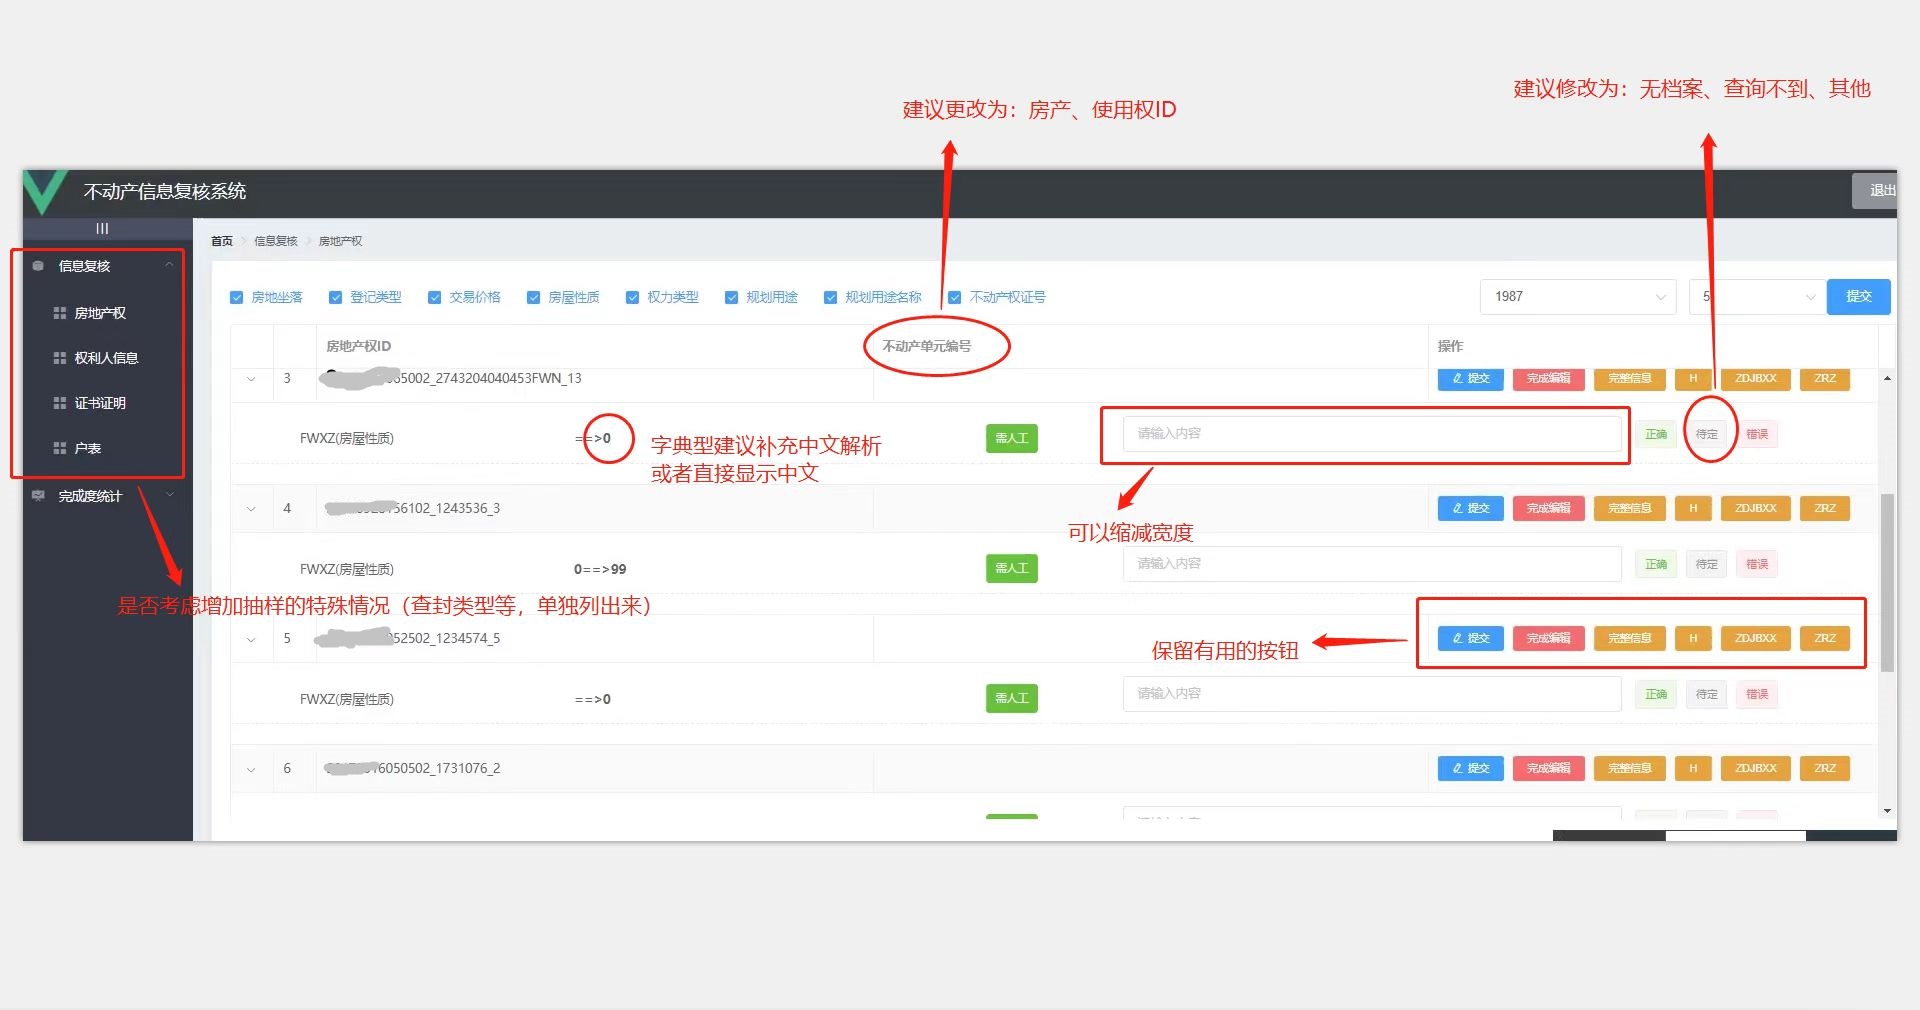 建议修改为：无档案、查询不到、其他
建议更改为：房产、使用权ID
不动产信息复核系统
退出
首页 信息复核 房地产权
信息复核
房地产权
权利人信息
证书证明
户表
完成度统计
房地坐落 登记类型 交易价格 房屋性质 权力类型 规划用途 规划用途名称 不动产权证号
1987 5 提交
房地产权ID 不动产单元编号 操作
3 5002_2743204040453FWN_13 提交 完成编辑 完整信息 H ZDJBXX ZRZ
FWXZ(房屋性质) ==>0 需人工 请输入内容 正确 待定 错误
字典型建议补充中文解析
或者直接显示中文
4 56102_1243536_3 提交 完成编辑 完整信息 H ZDJBXX ZRZ
可以缩减宽度
FWXZ(房屋性质) 0==>99 需人工 请输入内容 正确 待定 错误
是否考虑增加抽样的特殊情况（查封类型等，单独列出来）
5 052502_1234574_5 提交 完成编辑 完整信息 H ZDJBXX ZRZ
保留有用的按钮
FWXZ(房屋性质) ==>0 需人工 请输入内容 正确 待定 错误
6 6050502_1731076_2 提交 完成编辑 完整信息 H ZDJBXX ZRZ